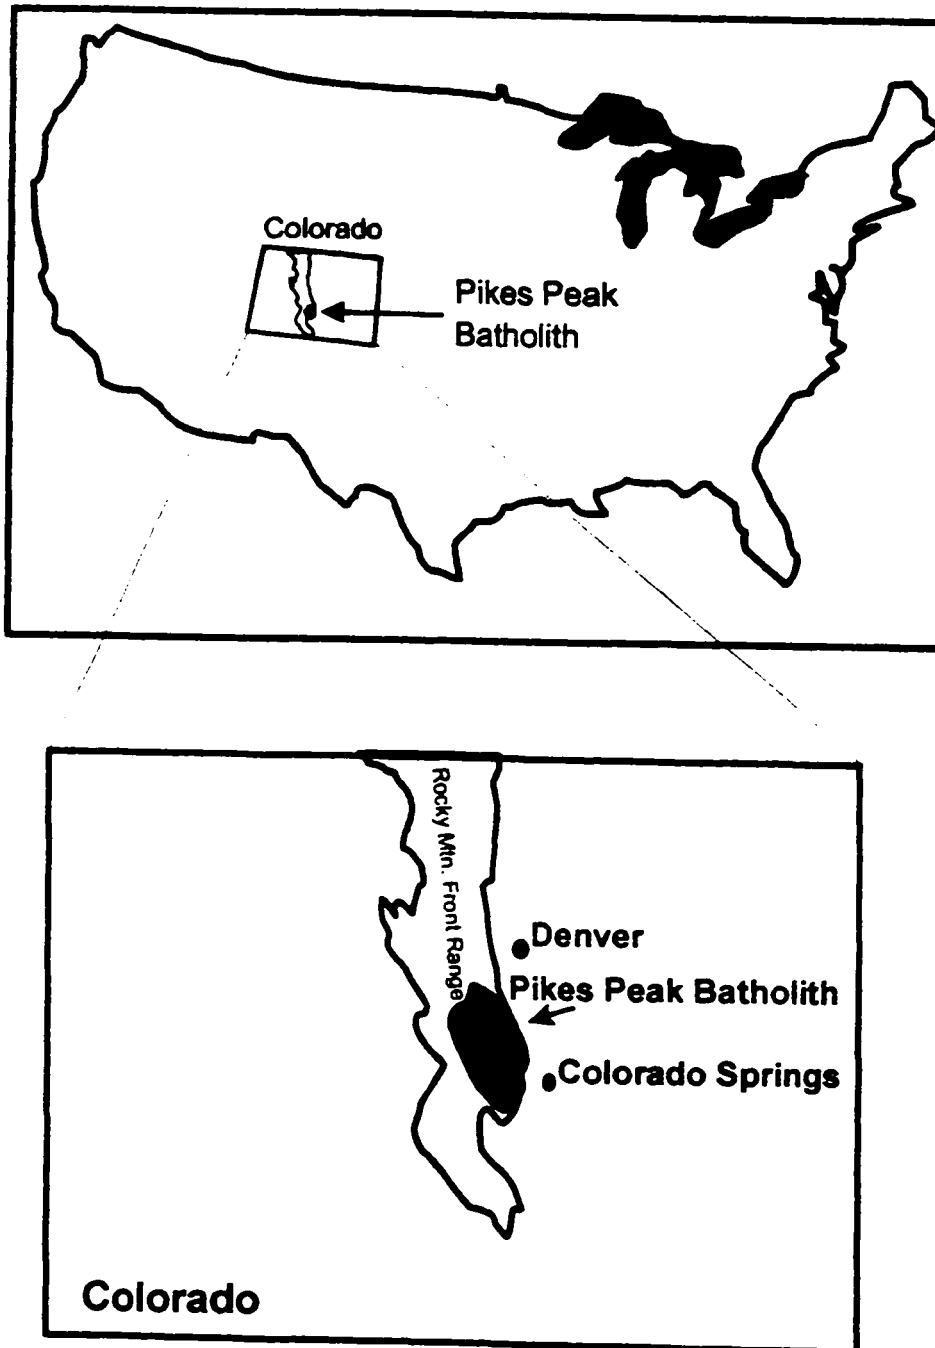 Colorado
Pikes Peak
Batholith
Rocky Mtn. Front Range
Denver
Pikes Peak Batholith
Colorado Springs
Colorado